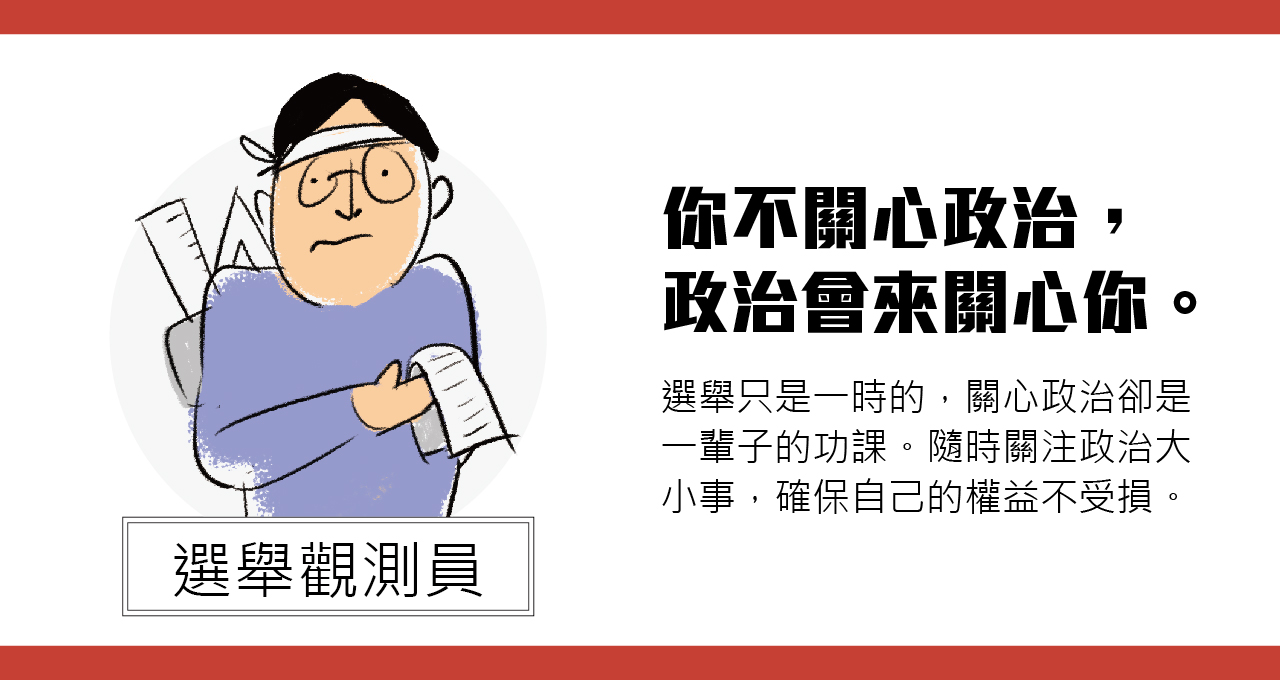 你不關心政治，
政治會來關心你。
選舉只是一時的，關心政治卻是
一輩子的功課。隨時關注政治大
小事，確保自己的權益不受損。
選舉觀測員